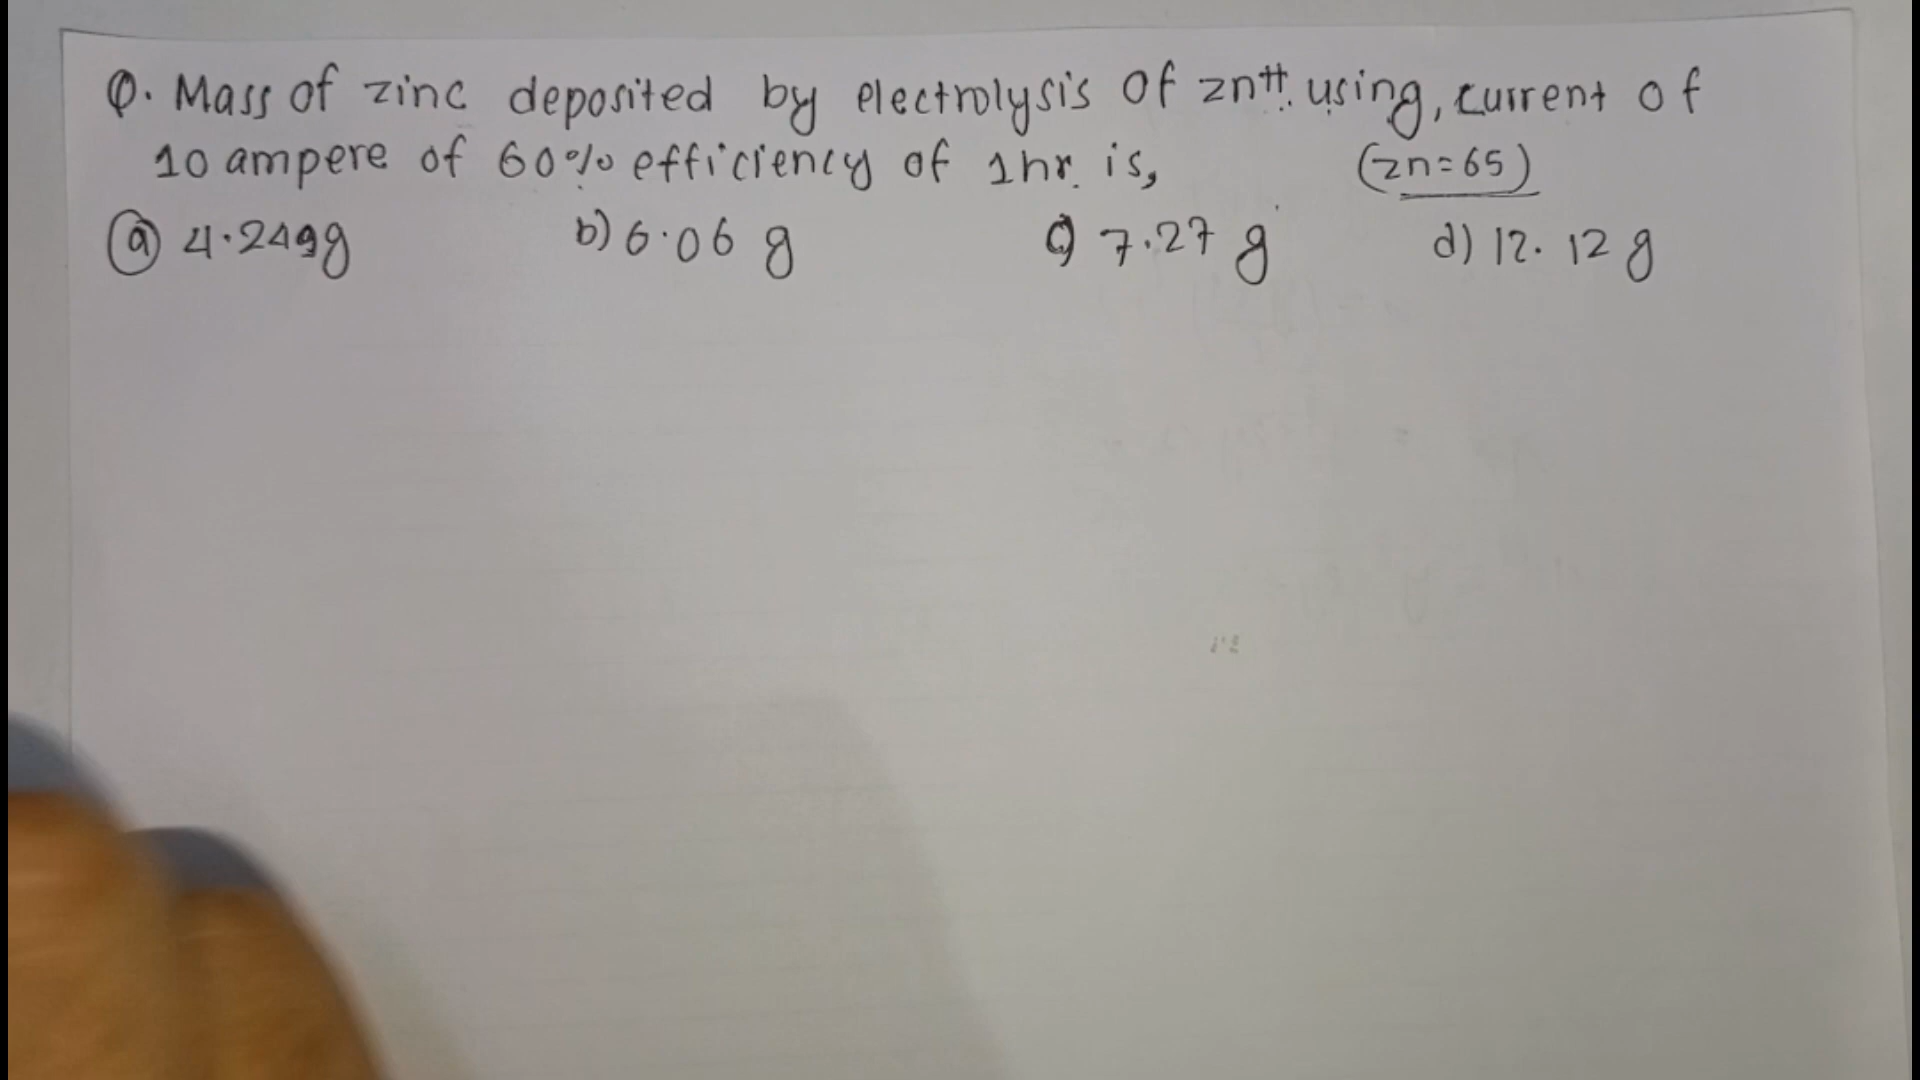 Q. Mass of zinc deposited by electrolysis of zn++ using, current of
10 ampere of 60% efficiency of 1hr is, (zn=65)
a) 4.249g b) 6.06 g c) 7.27 g d) 12.12 g